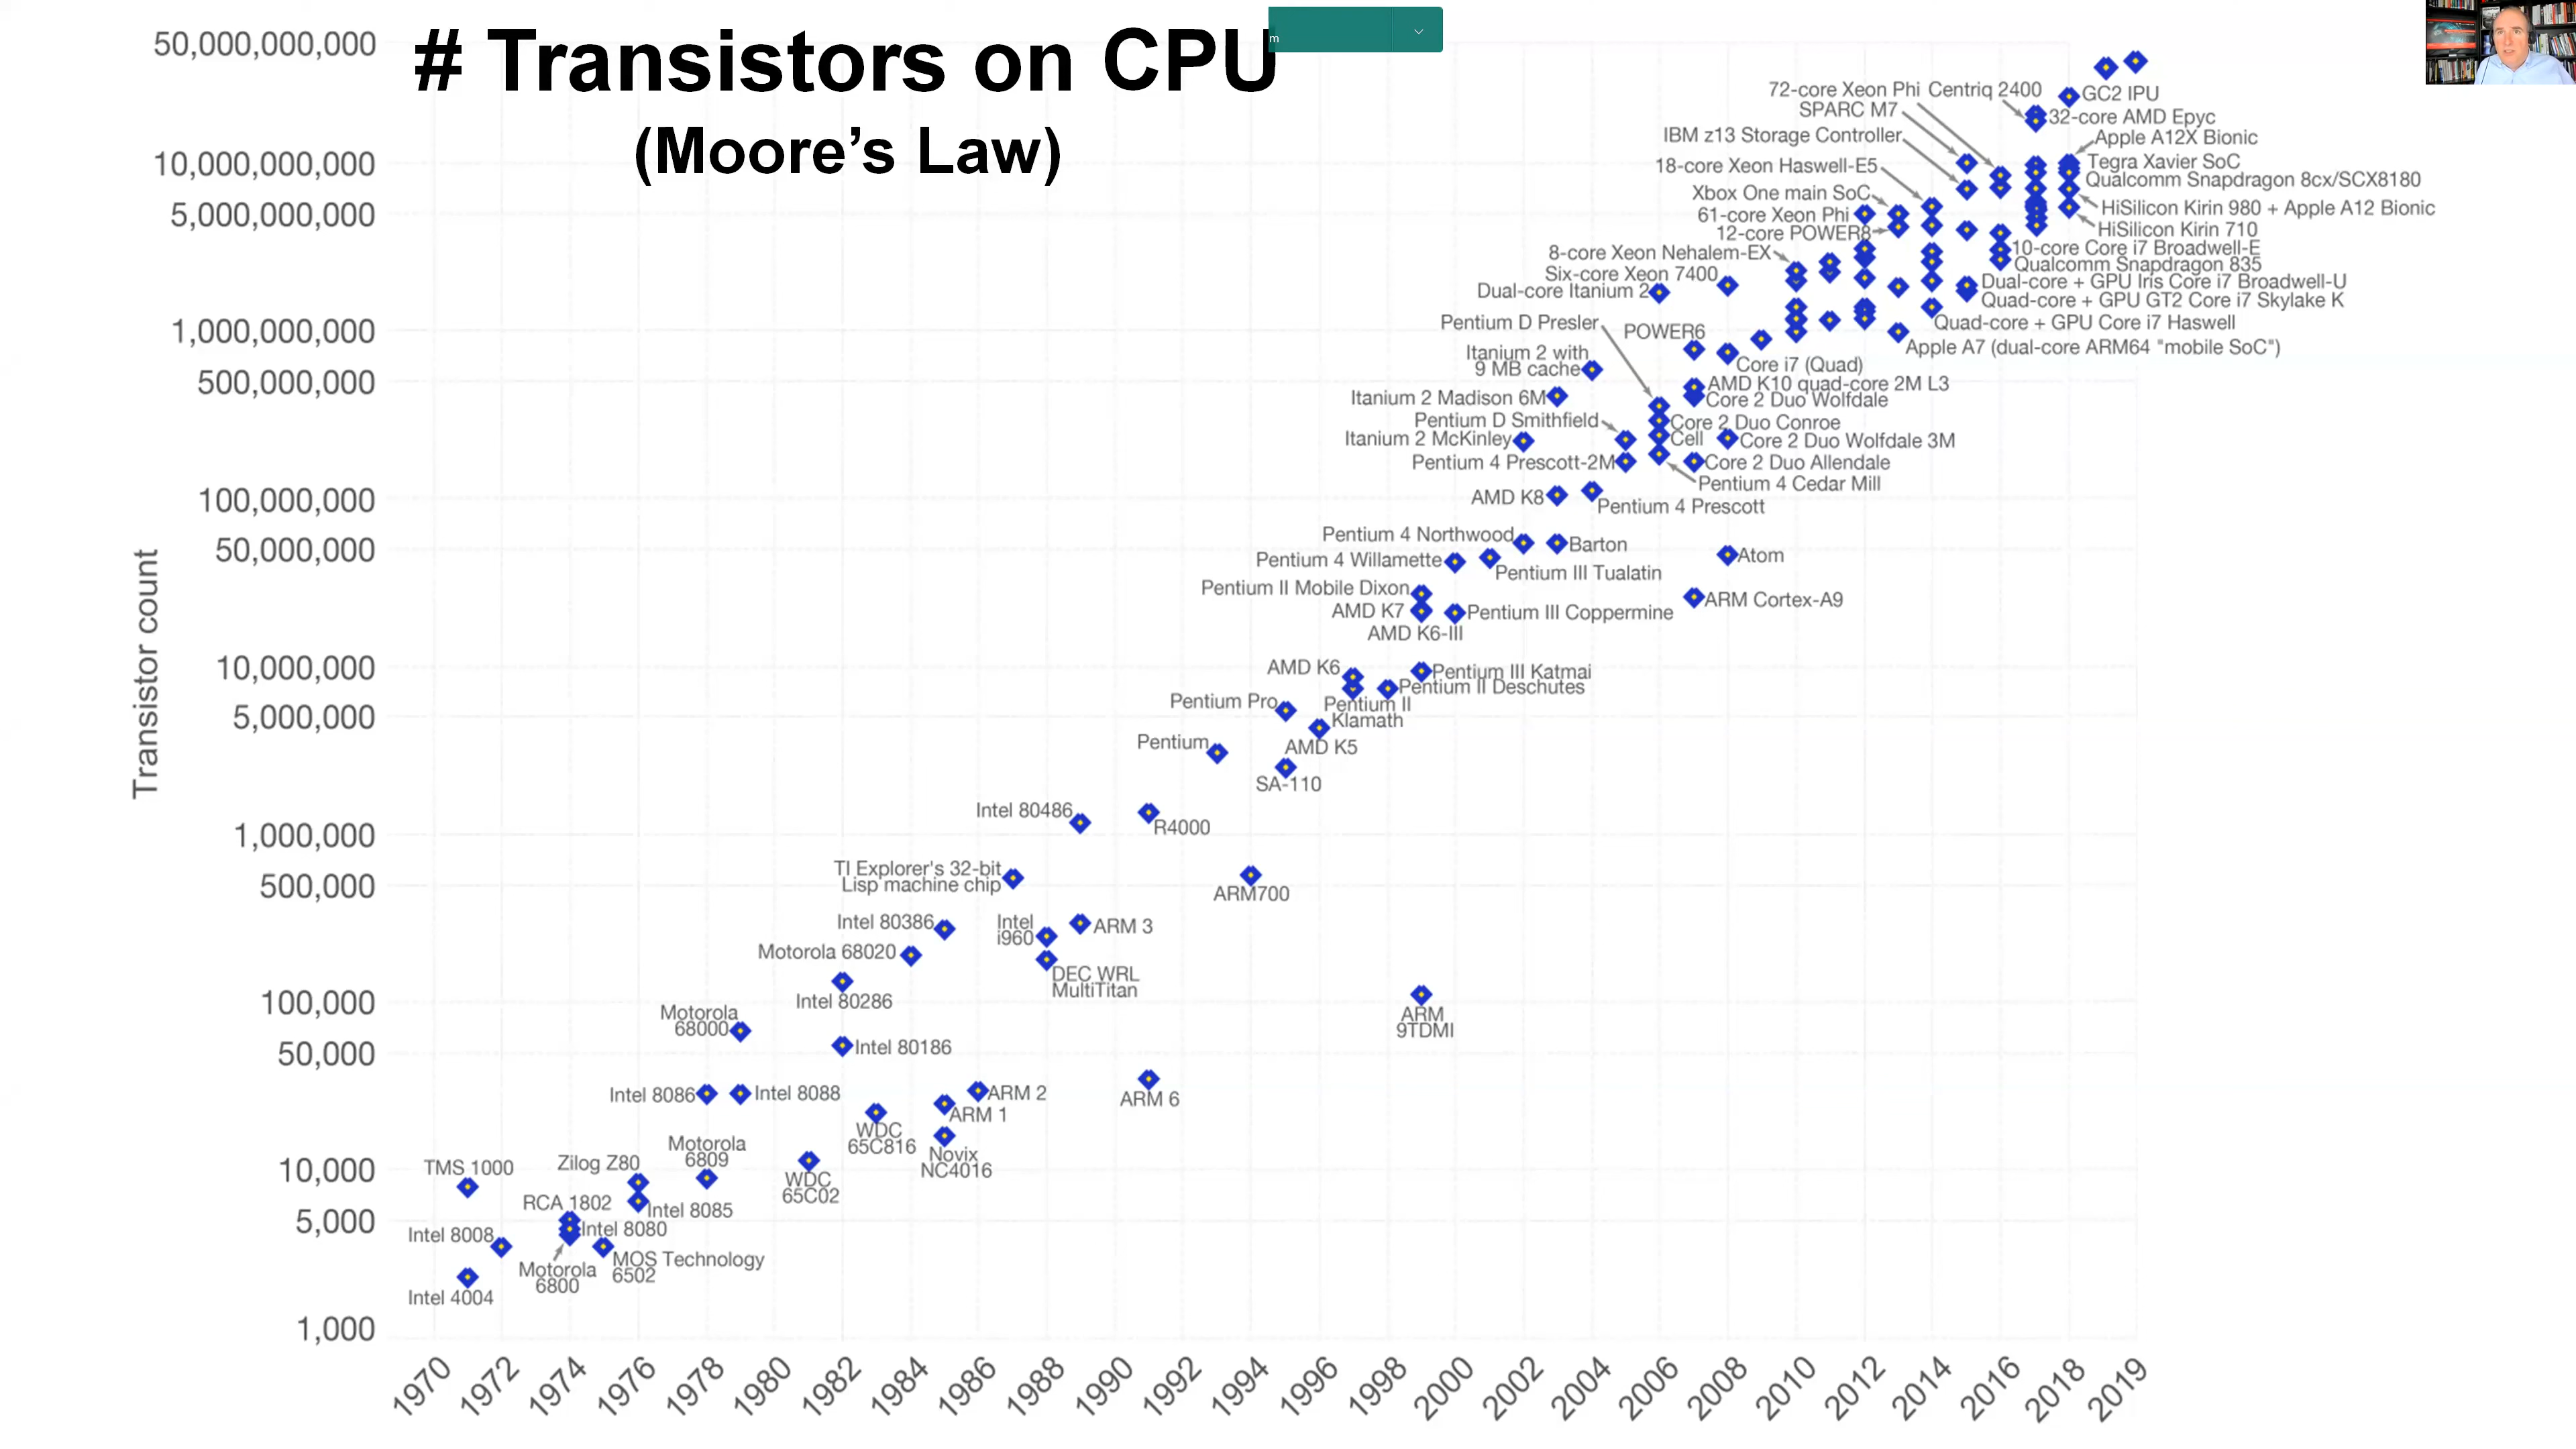 # Transistors on CPU
m
(Moore's Law)
Transistor count
50,000,000,000
10,000,000,000
5,000,000,000
1,000,000,000
500,000,000
100,000,000
50,000,000
10,000,000
5,000,000
1,000,000
500,000
100,000
50,000
10,000
5,000
1,000
72-core Xeon Phi
Centriq 2400
GC2 IPU
SPARC M7
32-core AMD Epyc
IBM z13 Storage Controller
Apple A12X Bionic
18-core Xeon Haswell-E5
Tegra Xavier SoC
Qualcomm Snapdragon 8cx/SCX8180
Xbox One main SoC
61-core Xeon Phi
HiSilicon Kirin 980 + Apple A12 Bionic
12-core POWER8
HiSilicon Kirin 710
8-core Xeon Nehalem-EX
10-core Core i7 Broadwell-E
Six-core Xeon 7400
Qualcomm Snapdragon 835
Dual-core Itanium 2
Dual-core + GPU Iris Core i7 Broadwell-U
Quad-core + GPU GT2 Core i7 Skylake K
Pentium D Presler
POWER6
Quad-core + GPU Core i7 Haswell
Apple A7 (dual-core ARM64 "mobile SoC")
Itanium 2 with
9 MB cache
Core i7 (Quad)
AMD K10 quad-core 2M L3
Itanium 2 Madison 6M
Core 2 Duo Wolfdale
Pentium D Smithfield
Core 2 Duo Conroe
Itanium 2 McKinley
Cell
Core 2 Duo Wolfdale 3M
Pentium 4 Prescott-2M
Core 2 Duo Allendale
Pentium 4 Cedar Mill
AMD K8
Pentium 4 Prescott
Pentium 4 Northwood
Barton
Atom
Pentium 4 Willamette
Pentium III Tualatin
Pentium II Mobile Dixon
ARM Cortex-A9
AMD K7
Pentium III Coppermine
AMD K6-III
AMD K6
Pentium III Katmai
Pentium II Deschutes
Pentium Pro
Pentium II
Klamath
Pentium
AMD K5
SA-110
Intel 80486
R4000
TI Explorer's 32-bit
Lisp machine chip
ARM700
Intel 80386
Intel
i960
ARM 3
Motorola 68020
DEC WRL
MultiTitan
Intel 80286
Motorola
68000
ARM
9TDMI
Intel 80186
Intel 8086
Intel 8088
ARM 2
ARM 6
ARM 1
WDC
65C816
Motorola
6809
Novix
NC4016
TMS 1000
Zilog Z80
WDC
65C02
RCA 1802
Intel 8085
Intel 8008
Intel 8080
MOS Technology
6502
Motorola
6800
Intel 4004
1970
1972
1974
1976
1978
1980
1982
1984
1986
1988
1990
1992
1994
1996
1998
2000
2002
2004
2006
2008
2010
2012
2014
2016
2018
2019